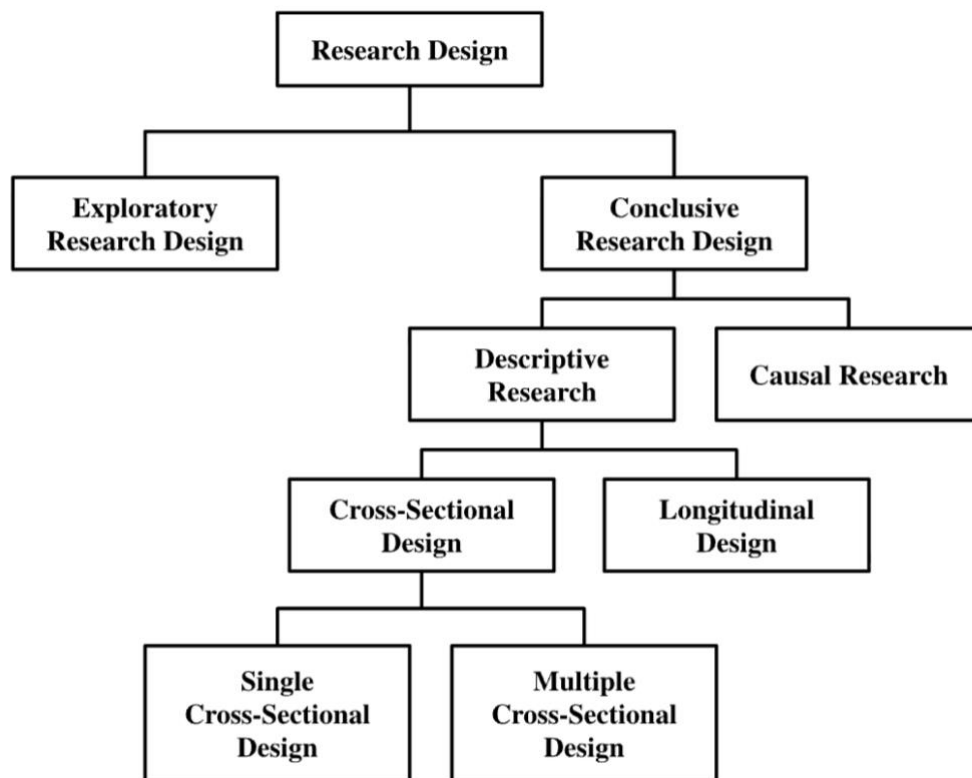 Research Design
Exploratory
Research Design
Conclusive
Research Design
Descriptive
Research
Causal Research
Cross-Sectional
Design
Longitudinal
Design
Single
Cross-Sectional
Design
Multiple
Cross-Sectional
Design